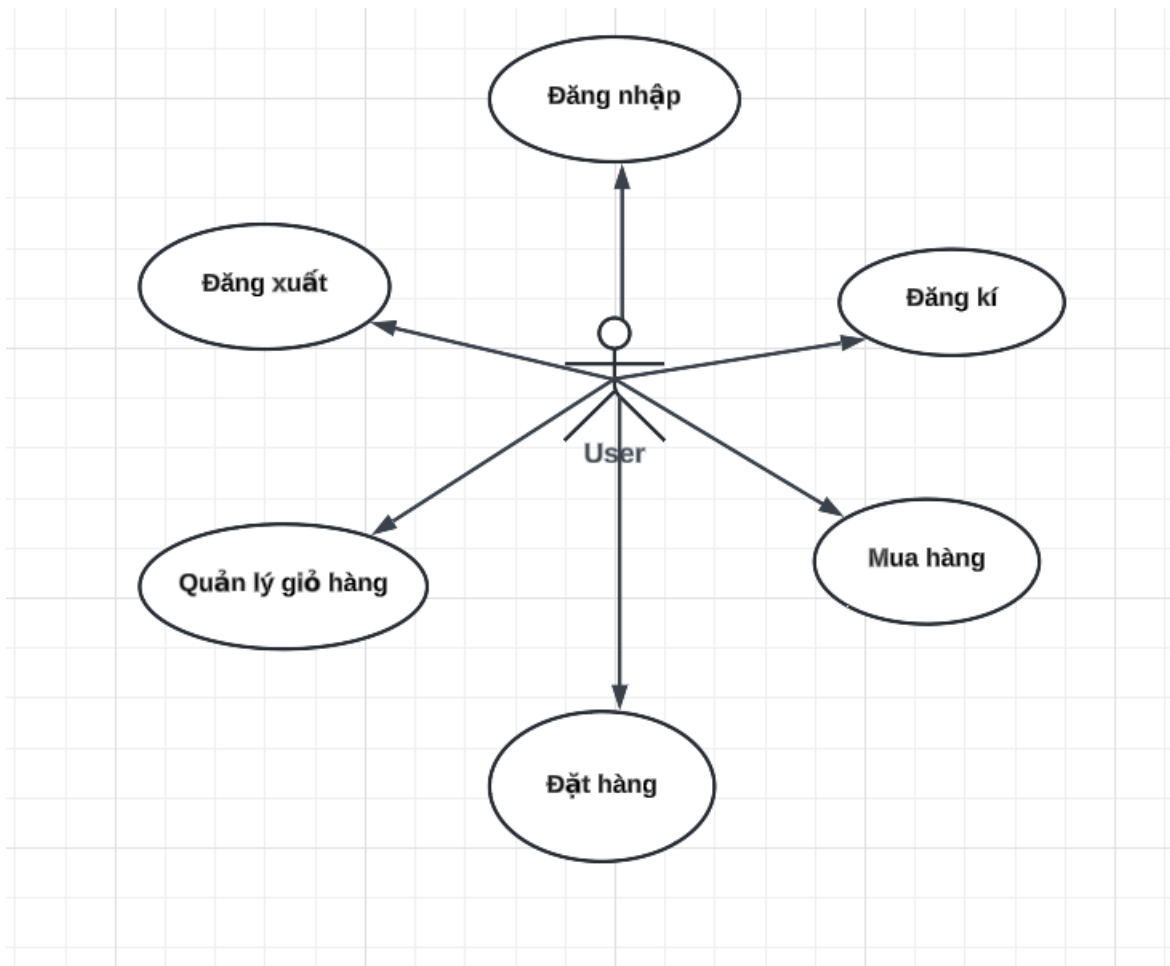 Đăng nhập
Đăng xuất
Đăng kí
User
Quản lý giỏ hàng
Mua hàng
Đặt hàng